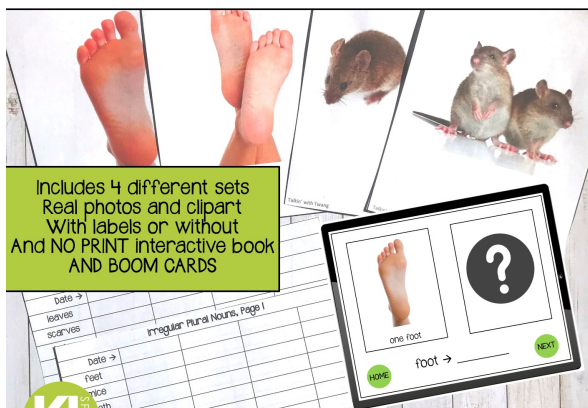 Talkin' with Twang
Includes 4 different sets
Real photos and clipart
With labels or without
And NO PRINT interactive book
AND BOOM CARDS
Date →
leaves
scarves
Irregular Plural Nouns, Page 1
Date →
feet
mice
one foot
?
foot → ______
HOME
NEXT